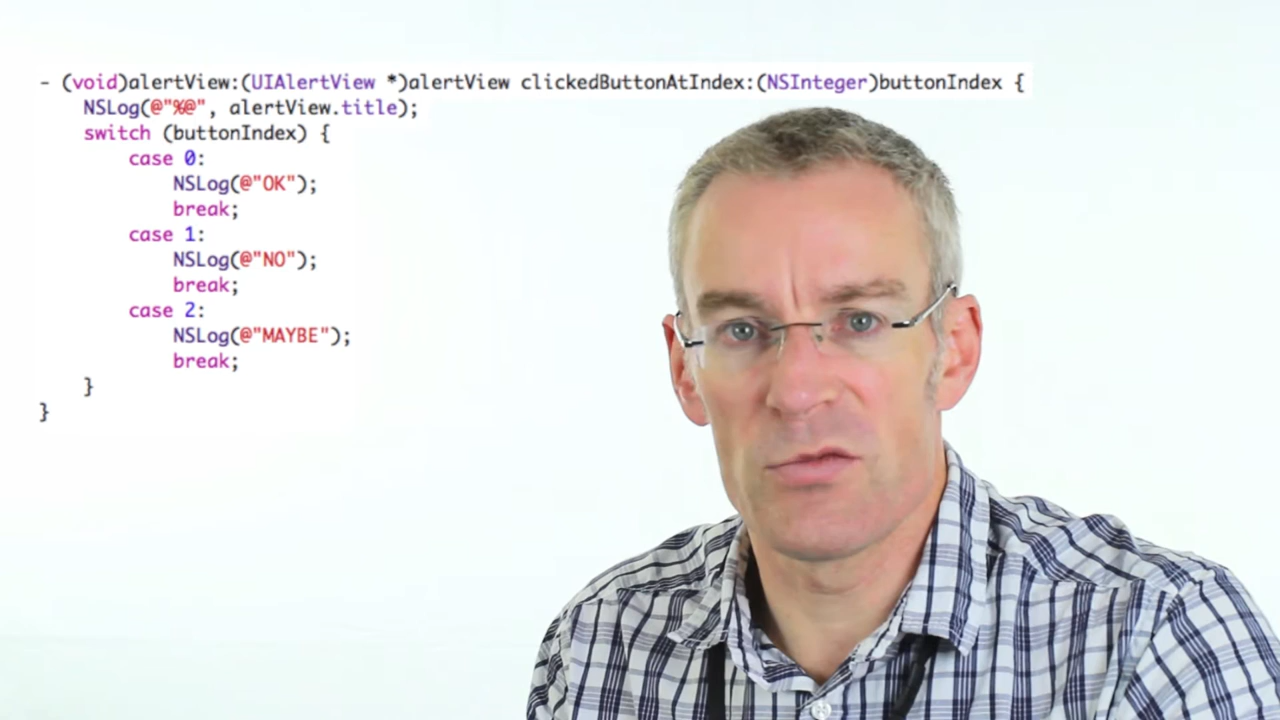 - (void)alertView:(UIAlertView *)alertView clickedButtonAtIndex:(NSInteger)buttonIndex {
NSLog(@"%@", alertView.title);
switch (buttonIndex) {
case 0:
NSLog(@"OK");
break;
case 1:
NSLog(@"NO");
break;
case 2:
NSLog(@"MAYBE");
break;
}
}